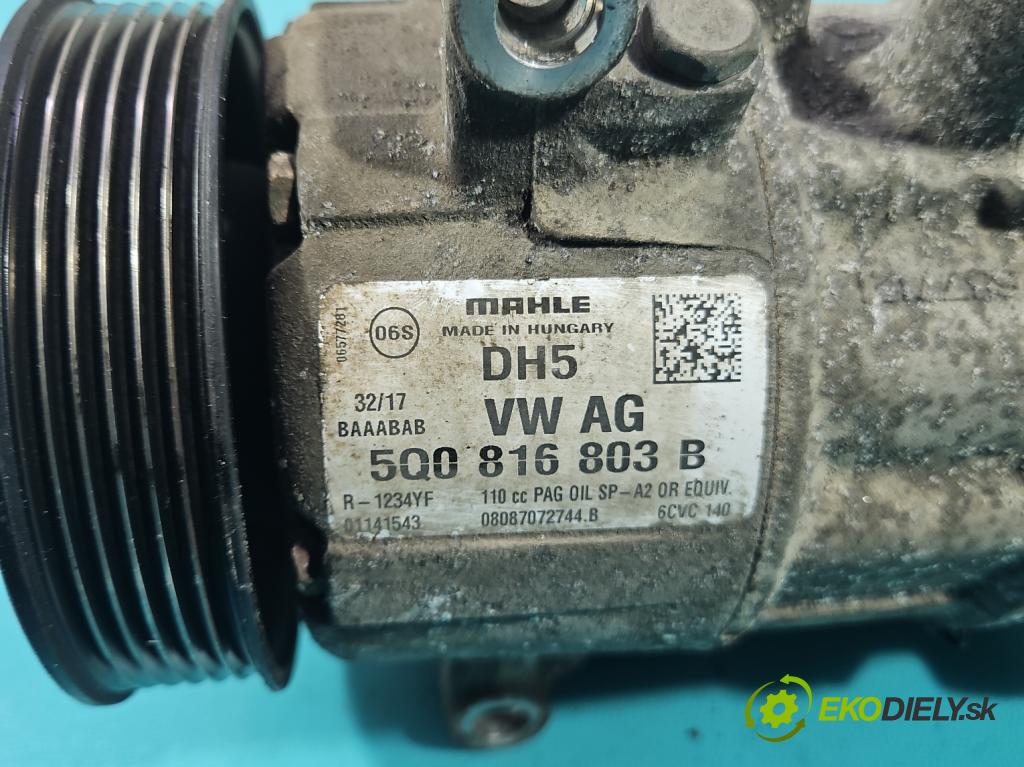 MAHLE
MADE IN HUNGARY
06577281
06S
DH5
32/17
VW AG
BAAABAB
5Q0 816 803 B
R-1234YF 110 cc PAG OIL SP-A2 OR EQUIV.
01141543 08087072744.B 6CVC 140
EKODIELY.sk